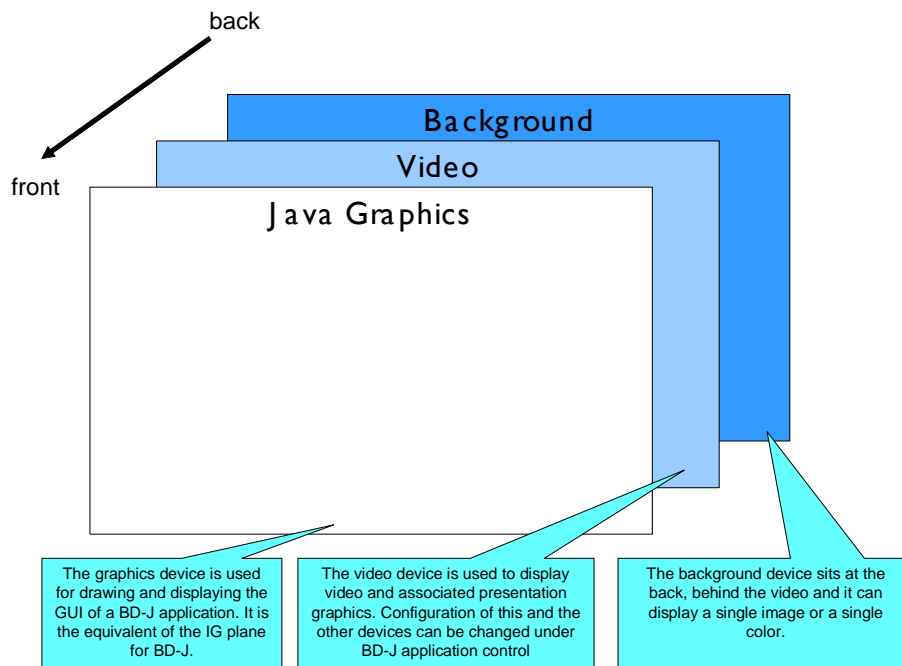 back
front
Background
Video
Java Graphics
The graphics device is used
for drawing and displaying the
GUI of a BD-J application. It is
the equivalent of the IG plane
for BD-J.
The video device is used to display
video and associated presentation
graphics. Configuration of this and the
other devices can be changed under
BD-J application control
The background device sits at the
back, behind the video and it can
display a single image or a single
color.